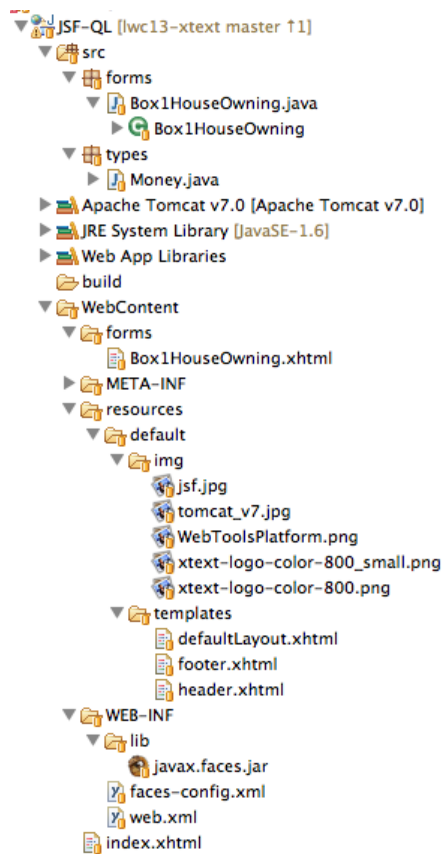 JSF-QL [lwc13-xtext master ↑1]
src
forms
Box1HouseOwning.java
Box1HouseOwning
types
Money.java
Apache Tomcat v7.0 [Apache Tomcat v7.0]
JRE System Library [JavaSE-1.6]
Web App Libraries
build
WebContent
forms
Box1HouseOwning.xhtml
META-INF
resources
default
img
jsf.jpg
tomcat_v7.jpg
WebToolsPlatform.png
xtext-logo-color-800_small.png
xtext-logo-color-800.png
templates
defaultLayout.xhtml
footer.xhtml
header.xhtml
WEB-INF
lib
javax.faces.jar
faces-config.xml
web.xml
index.xhtml